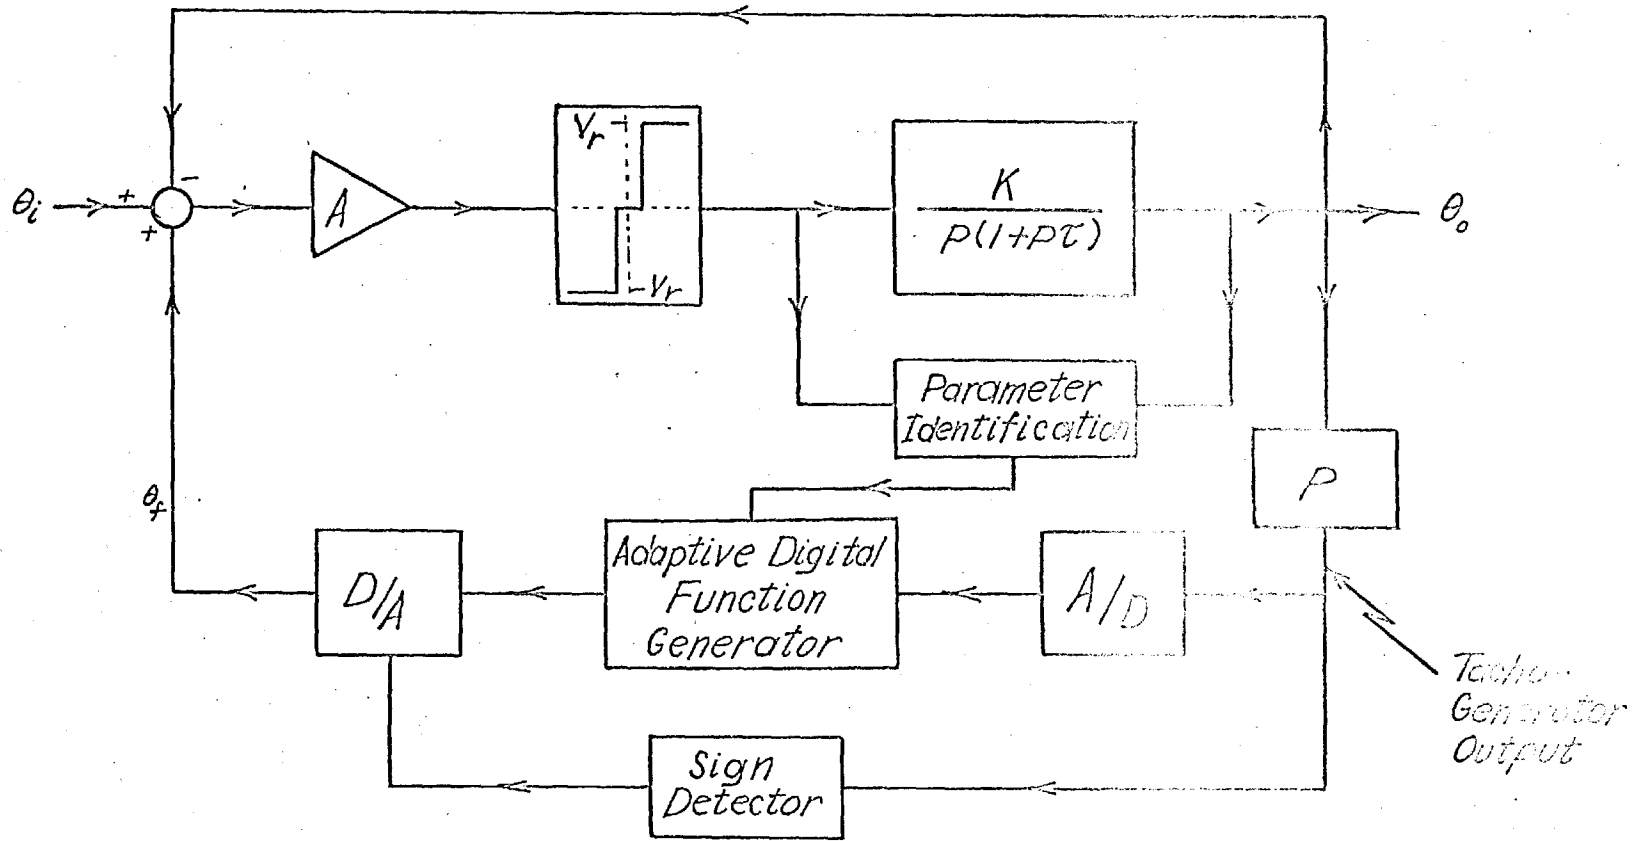 θi
+
-
+
A
Vr
-Vr
K
p(1+pτ)
θo
Parameter
Identification
P
θf
D/A
Adaptive Digital
Function
Generator
A/D
Tacho-
Generator
Output
Sign
Detector